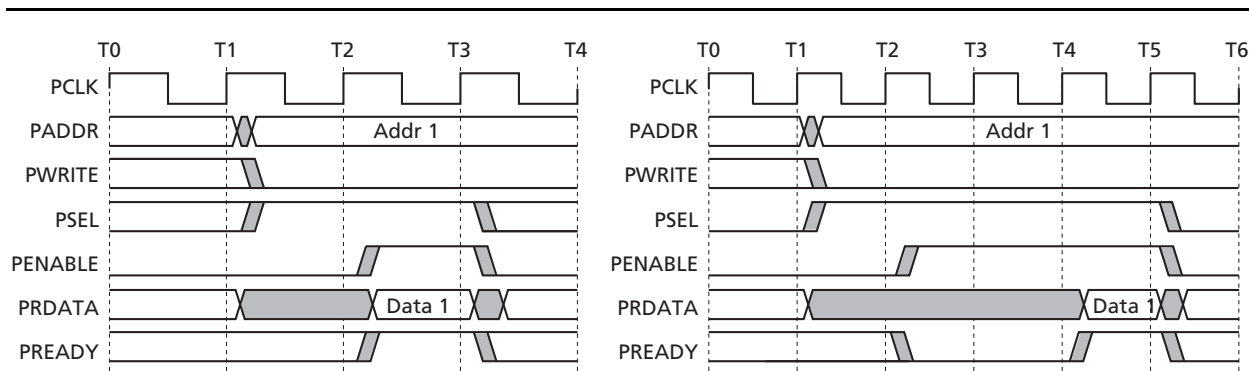 T0 T1 T2 T3 T4
PCLK
PADDR Addr 1
PWRITE
PSEL
PENABLE
PRDATA Data 1
PREADY
T0 T1 T2 T3 T4 T5 T6
PCLK
PADDR Addr 1
PWRITE
PSEL
PENABLE
PRDATA Data 1
PREADY